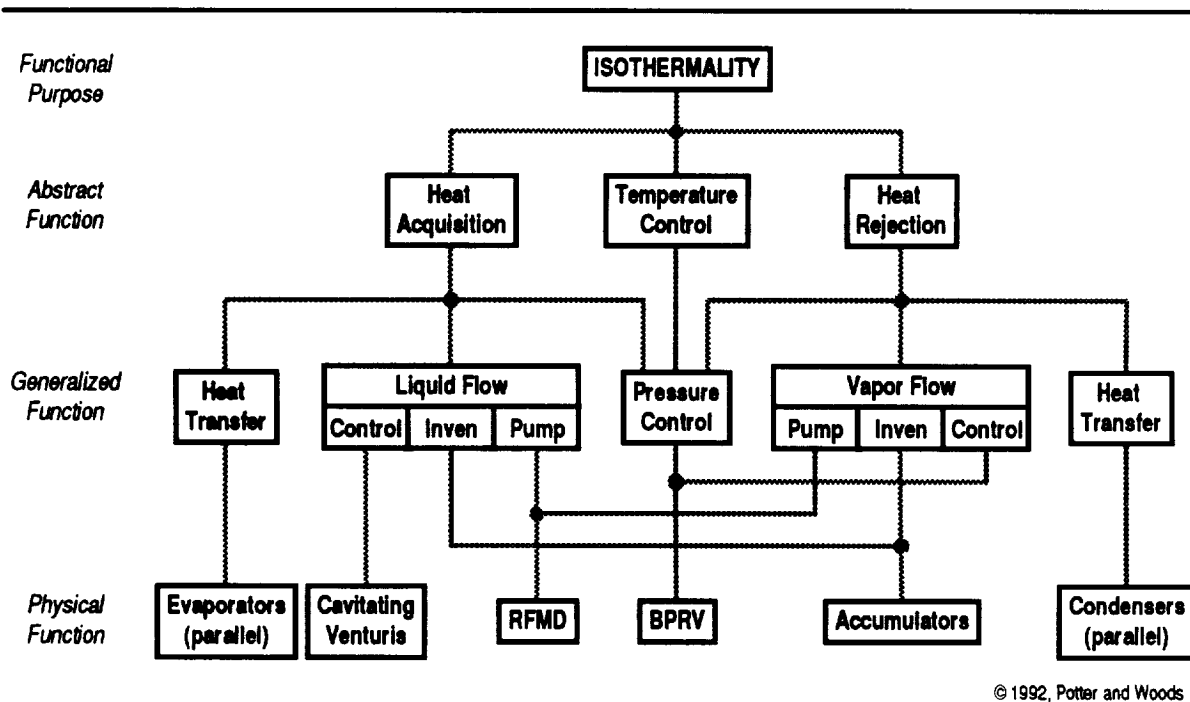 Functional
Purpose
ISOTHERMALITY
Abstract
Function
Heat
Acquisition
Temperature
Control
Heat
Rejection
Generalized
Function
Heat
Transfer
Liquid Flow
Control Inven Pump
Pressure
Control
Vapor Flow
Pump Inven Control
Heat
Transfer
Physical
Function
Evaporators
(parallel)
Cavitating
Venturis
RFMD
BPRV
Accumulators
Condensers
(parallel)
© 1992, Potter and Woods